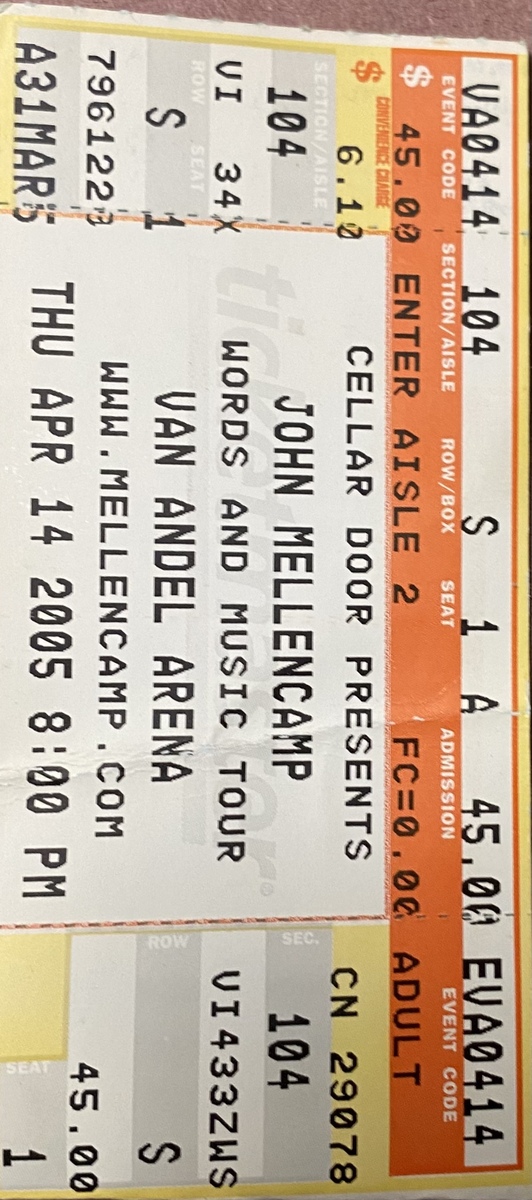 VA0414 104 S 1 A 45.00 EVA0414
EVENT CODE SECTION/AISLE ROW/BOX SEAT ADMISSION EVENT CODE
$ 45.00 ENTER AISLE 2 FC=0.00 ADULT
CONVENIENCE CHARGE
$ 6.10 CELLAR DOOR PRESENTS CN 29078
SECTION/AISLE SEC.
104 JOHN MELLENCAMP 104
ticketmaster®
VI 34X WORDS AND MUSIC TOUR VI433ZWS
ROW SEAT ROW
S 1 VAN ANDEL ARENA S
7961223 WWW.MELLENCAMP.COM 45.00
A31MAR5 THU APR 14 2005 8:00 PM
SEAT
1